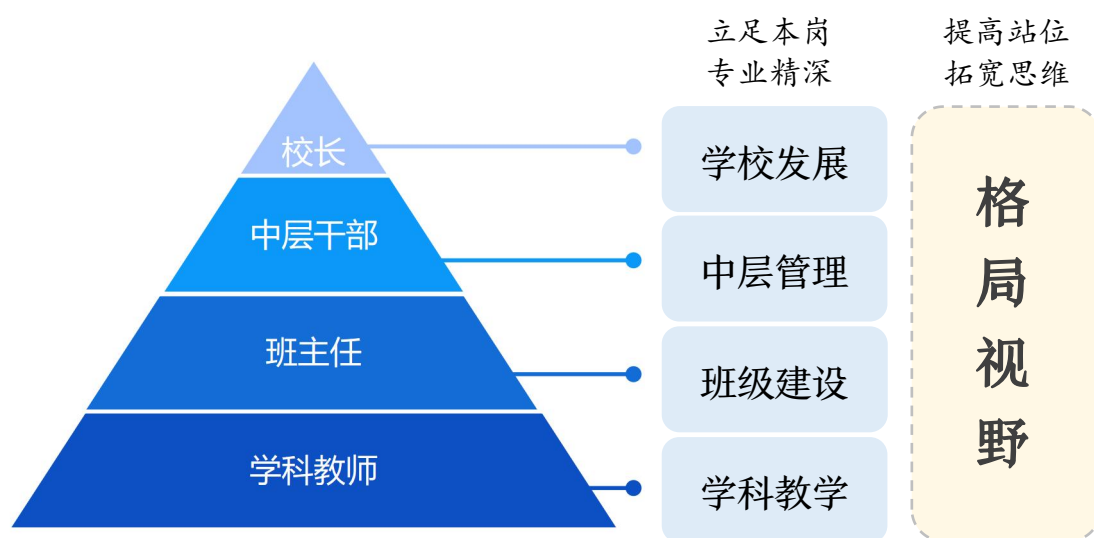 立足本岗
专业精深
提高站位
拓宽思维
校长
学校发展
中层干部
中层管理
班主任
班级建设
学科教师
学科教学
格
局
视
野